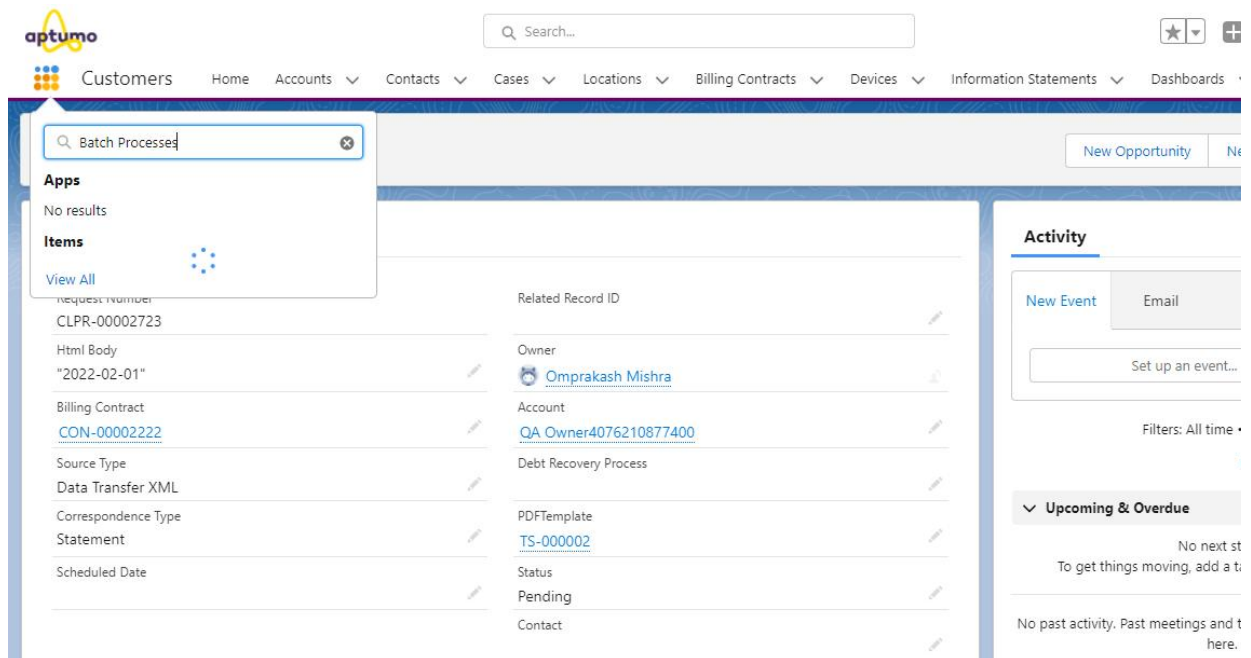 aptumo
Search...
Customers Home Accounts Contacts Cases Locations Billing Contracts Devices Information Statements Dashboards
Batch Processes
Apps
No results
Items
View All
New Opportunity
Request Number
CLPR-00002723
Html Body
"2022-02-01"
Billing Contract
CON-00002222
Source Type
Data Transfer XML
Correspondence Type
Statement
Scheduled Date
Related Record ID
Owner
Omprakash Mishra
Account
QA Owner4076210877400
Debt Recovery Process
PDFTemplate
TS-000002
Status
Pending
Contact
Activity
New Event Email
Set up an event...
Filters: All time •
Upcoming & Overdue
No next
To get things moving, add a
No past activity. Past meetings and
here.